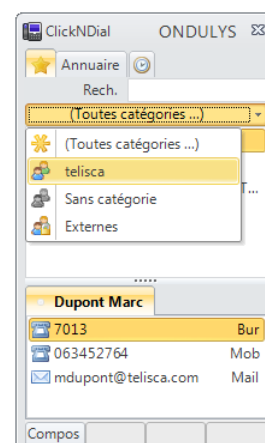 ClickNDial ONDULYS
Annuaire
Rech.
(Toutes catégories ...)
(Toutes catégories ...)
telisca
T...
Sans catégorie
Externes
Dupont Marc
7013 Bur
063452764 Mob
mdupont@telisca.com Mail
Compos